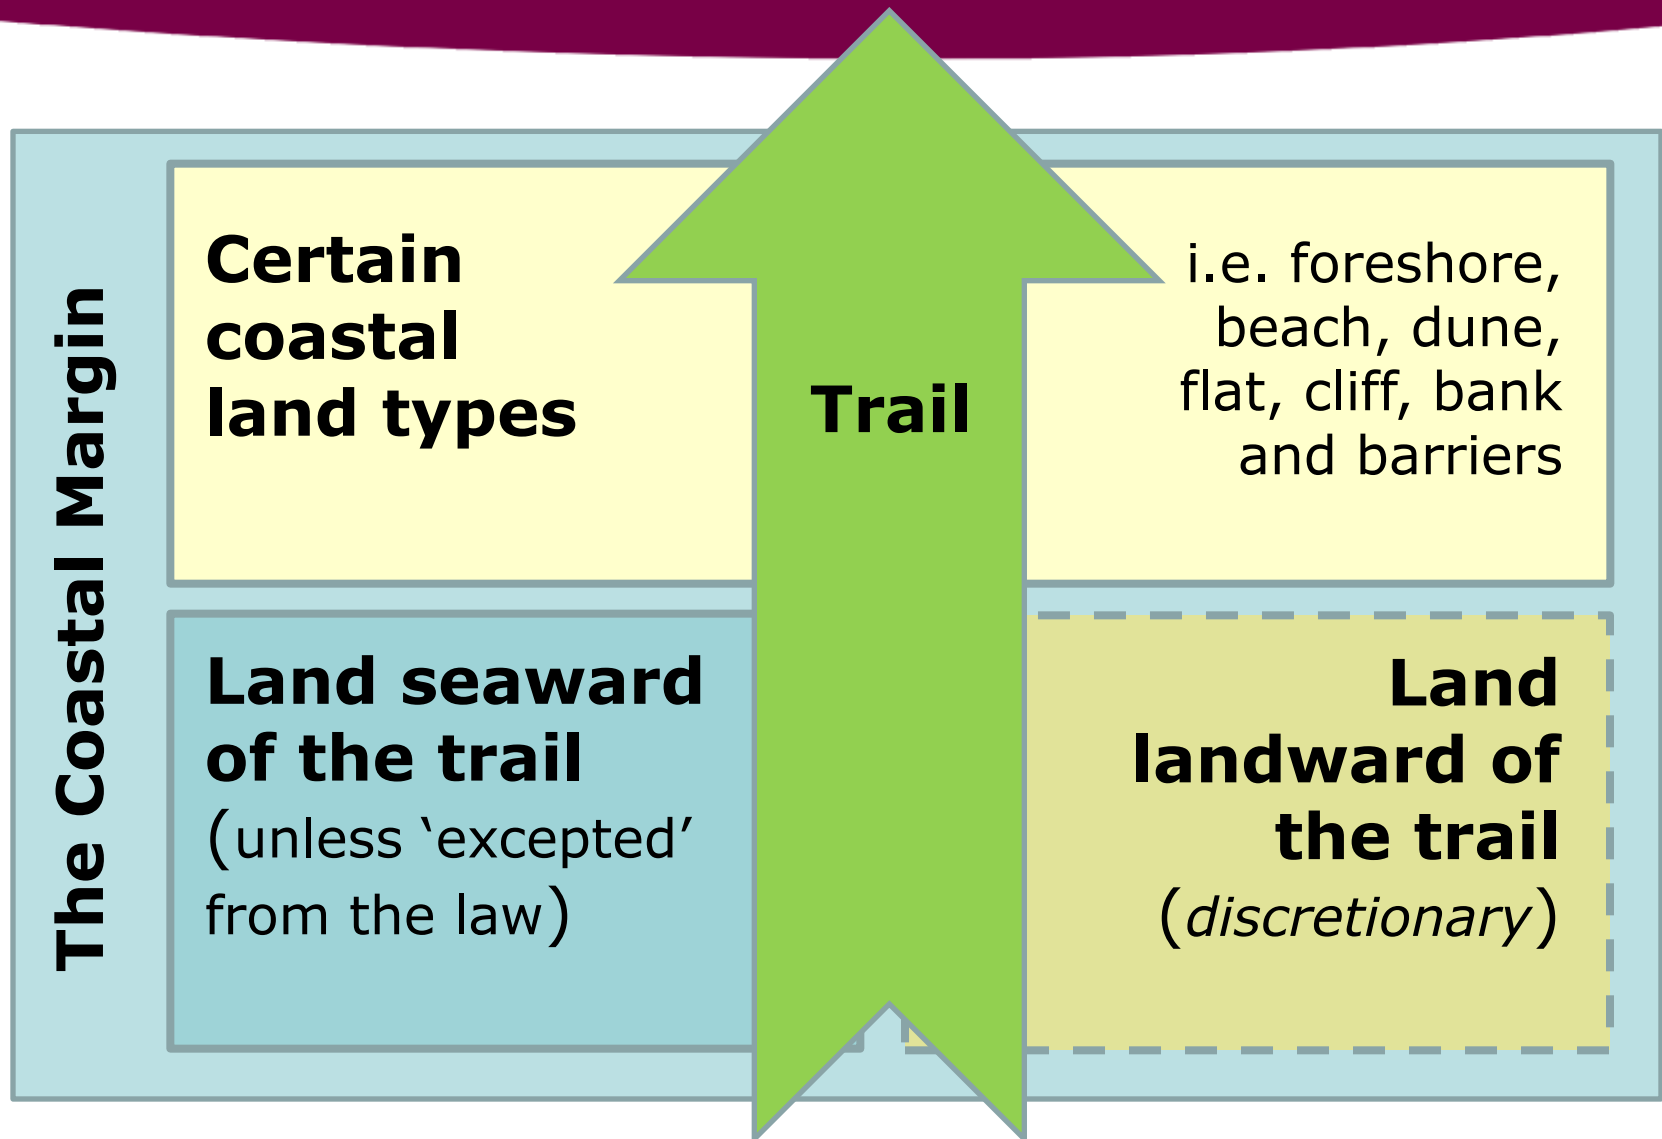 The Coastal Margin
Certain
coastal
land types
Trail
i.e. foreshore,
beach, dune,
flat, cliff, bank
and barriers
Land seaward
of the trail
(unless ‘excepted’
from the law)
Land
landward of
the trail
(discretionary)